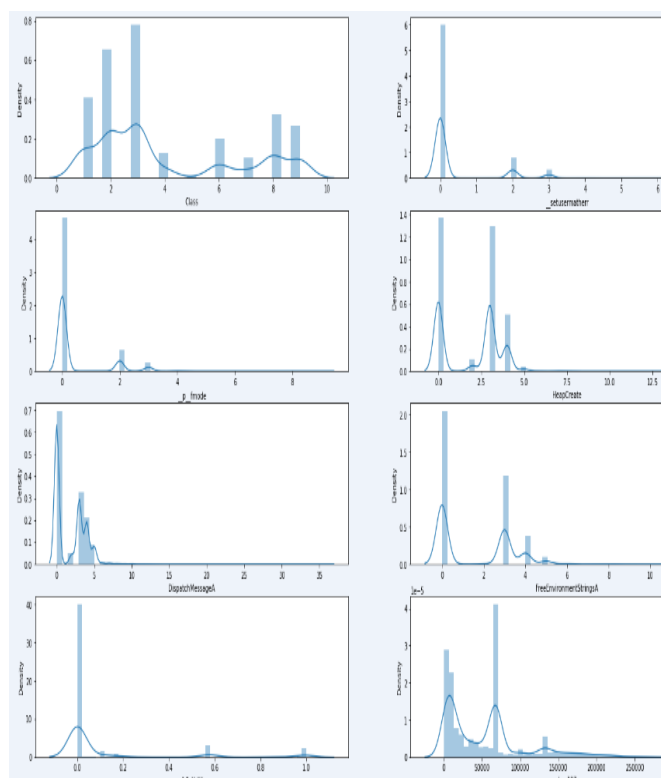 Density
0.8
0.6
0.4
0.2
0.0
0 2 4 6 8 10
Class
Density
6
5
4
3
2
1
0
0 1 2 3 4 5 6
_setusermatherr
Density
4
3
2
1
0
0 2 4 6 8
Density
1.4
1.2
1.0
0.8
0.6
0.4
0.2
0.0
0.0 2.5 5.0 7.5 10.0 12.5
HeapCreate
Density
0.7
0.6
0.5
0.4
0.3
0.2
0.1
0.0
0 5 10 15 20 25 30 35
DispatchMessageA
Density
2.0
1.5
1.0
0.5
0.0
0 2 4 6 8 10
FreeEnvironmentStringsA
Density
40
30
20
10
0
0.0 0.2 0.4 0.6 0.8 1.0
1e-5
Density
4
3
2
1
0
0 50000 100000 150000 200000 250000